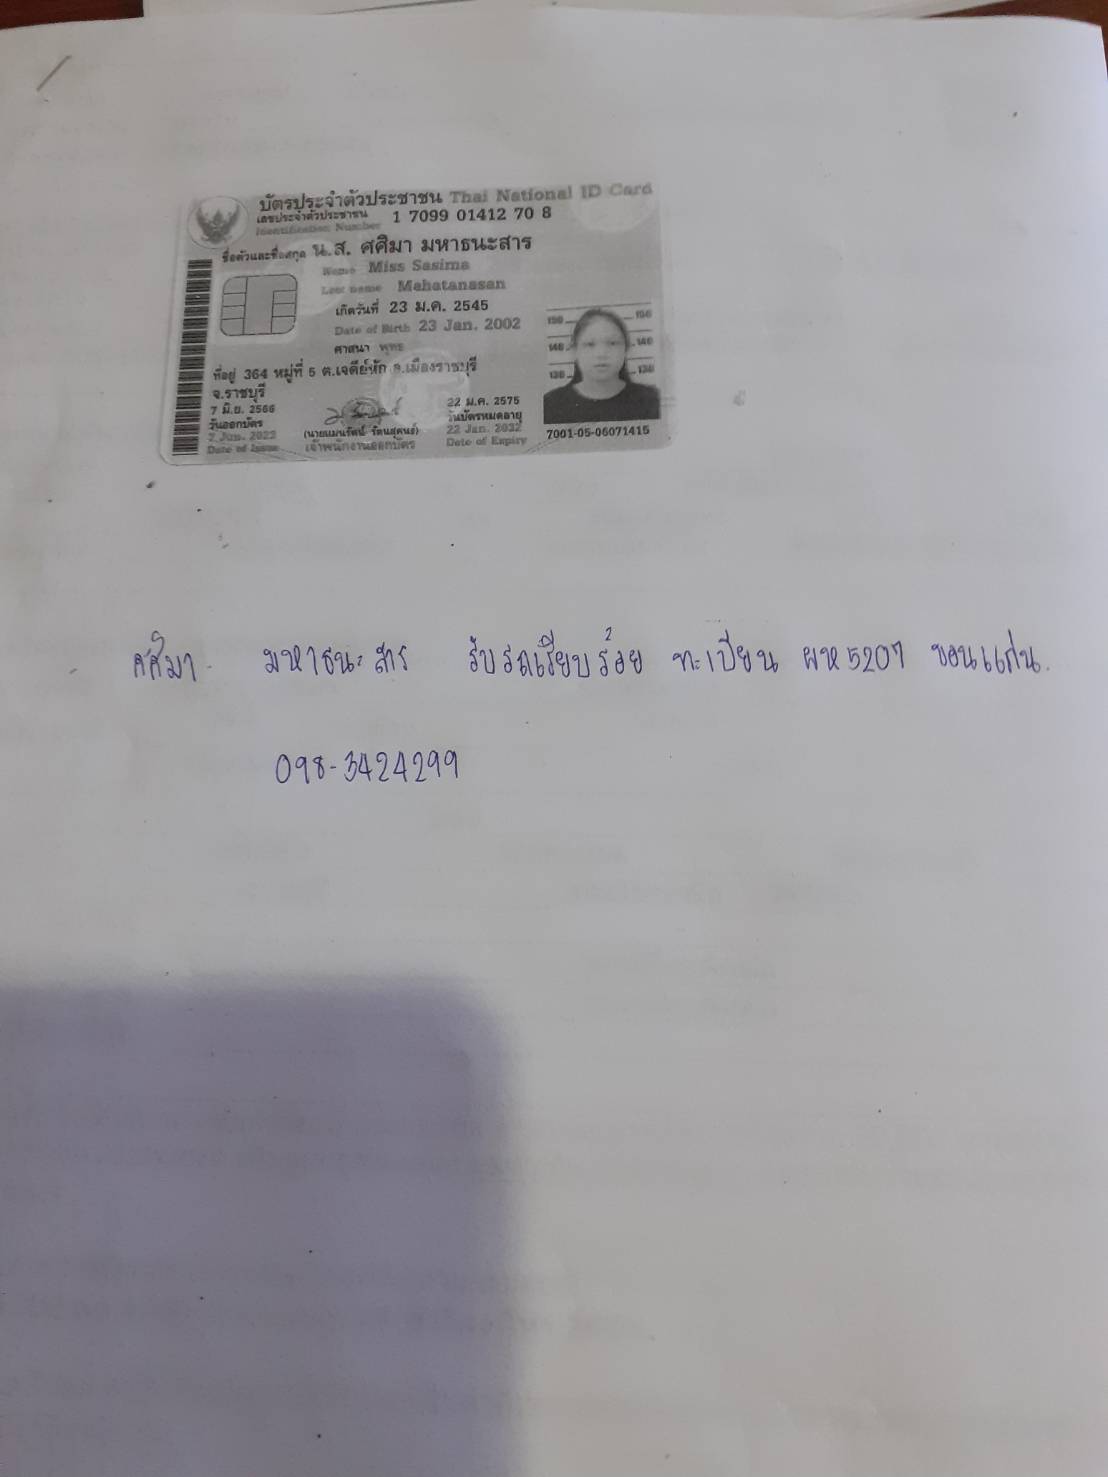 บัตรประจำตัวประชาชน Thai National ID Card
เลขประจำตัวประชาชน 1 7099 01412 70 8
Identification Number
ชื่อตัวและชื่อสกุล น.ส. ศศิมา มหาธนะสาร
Name Miss Sasima
Last name Mahatanasan
เกิดวันที่ 23 ม.ค. 2545
Date of Birth 23 Jan. 2002
ศาสนา พุทธ
ที่อยู่ 364 หมู่ที่ 5 ต.เจดีย์หัก อ.เมืองราชบุรี
จ.ราชบุรี
7 มิ.ย. 2566
วันออกบัตร
Date of Issue
เจ้าพนักงานออกบัตร
22 ม.ค. 2575
วันบัตรหมดอายุ
22 Jan. 2032
Date of Expiry
7001-05-06071415
ศศิมา มหาธนะสาร รับรถเรียบร้อย ทะเบียน ผห 5207 ขอนแก่น.
098-3424299